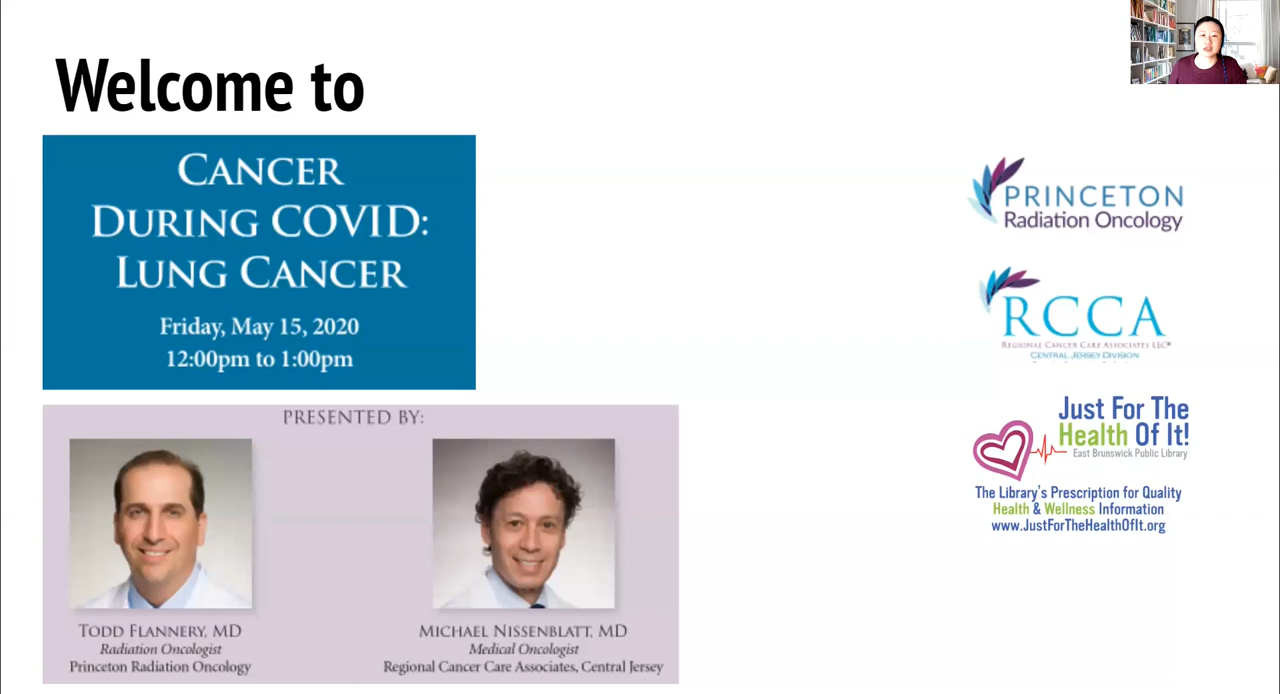 Welcome to
CANCER
DURING COVID:
LUNG CANCER
Friday, May 15, 2020
12:00pm to 1:00pm
PRESENTED BY:
TODD FLANNERY, MD
Radiation Oncologist
Princeton Radiation Oncology
MICHAEL NISSENBLATT, MD
Medical Oncologist
Regional Cancer Care Associates, Central Jersey
PRINCETON
Radiation Oncology
RCCA
REGIONAL CANCER CARE ASSOCIATES LLC®
CENTRAL JERSEY DIVISION
Just For The
Health Of It!
East Brunswick Public Library
The Library's Prescription for Quality
Health & Wellness Information
www.JustForTheHealthOfIt.org